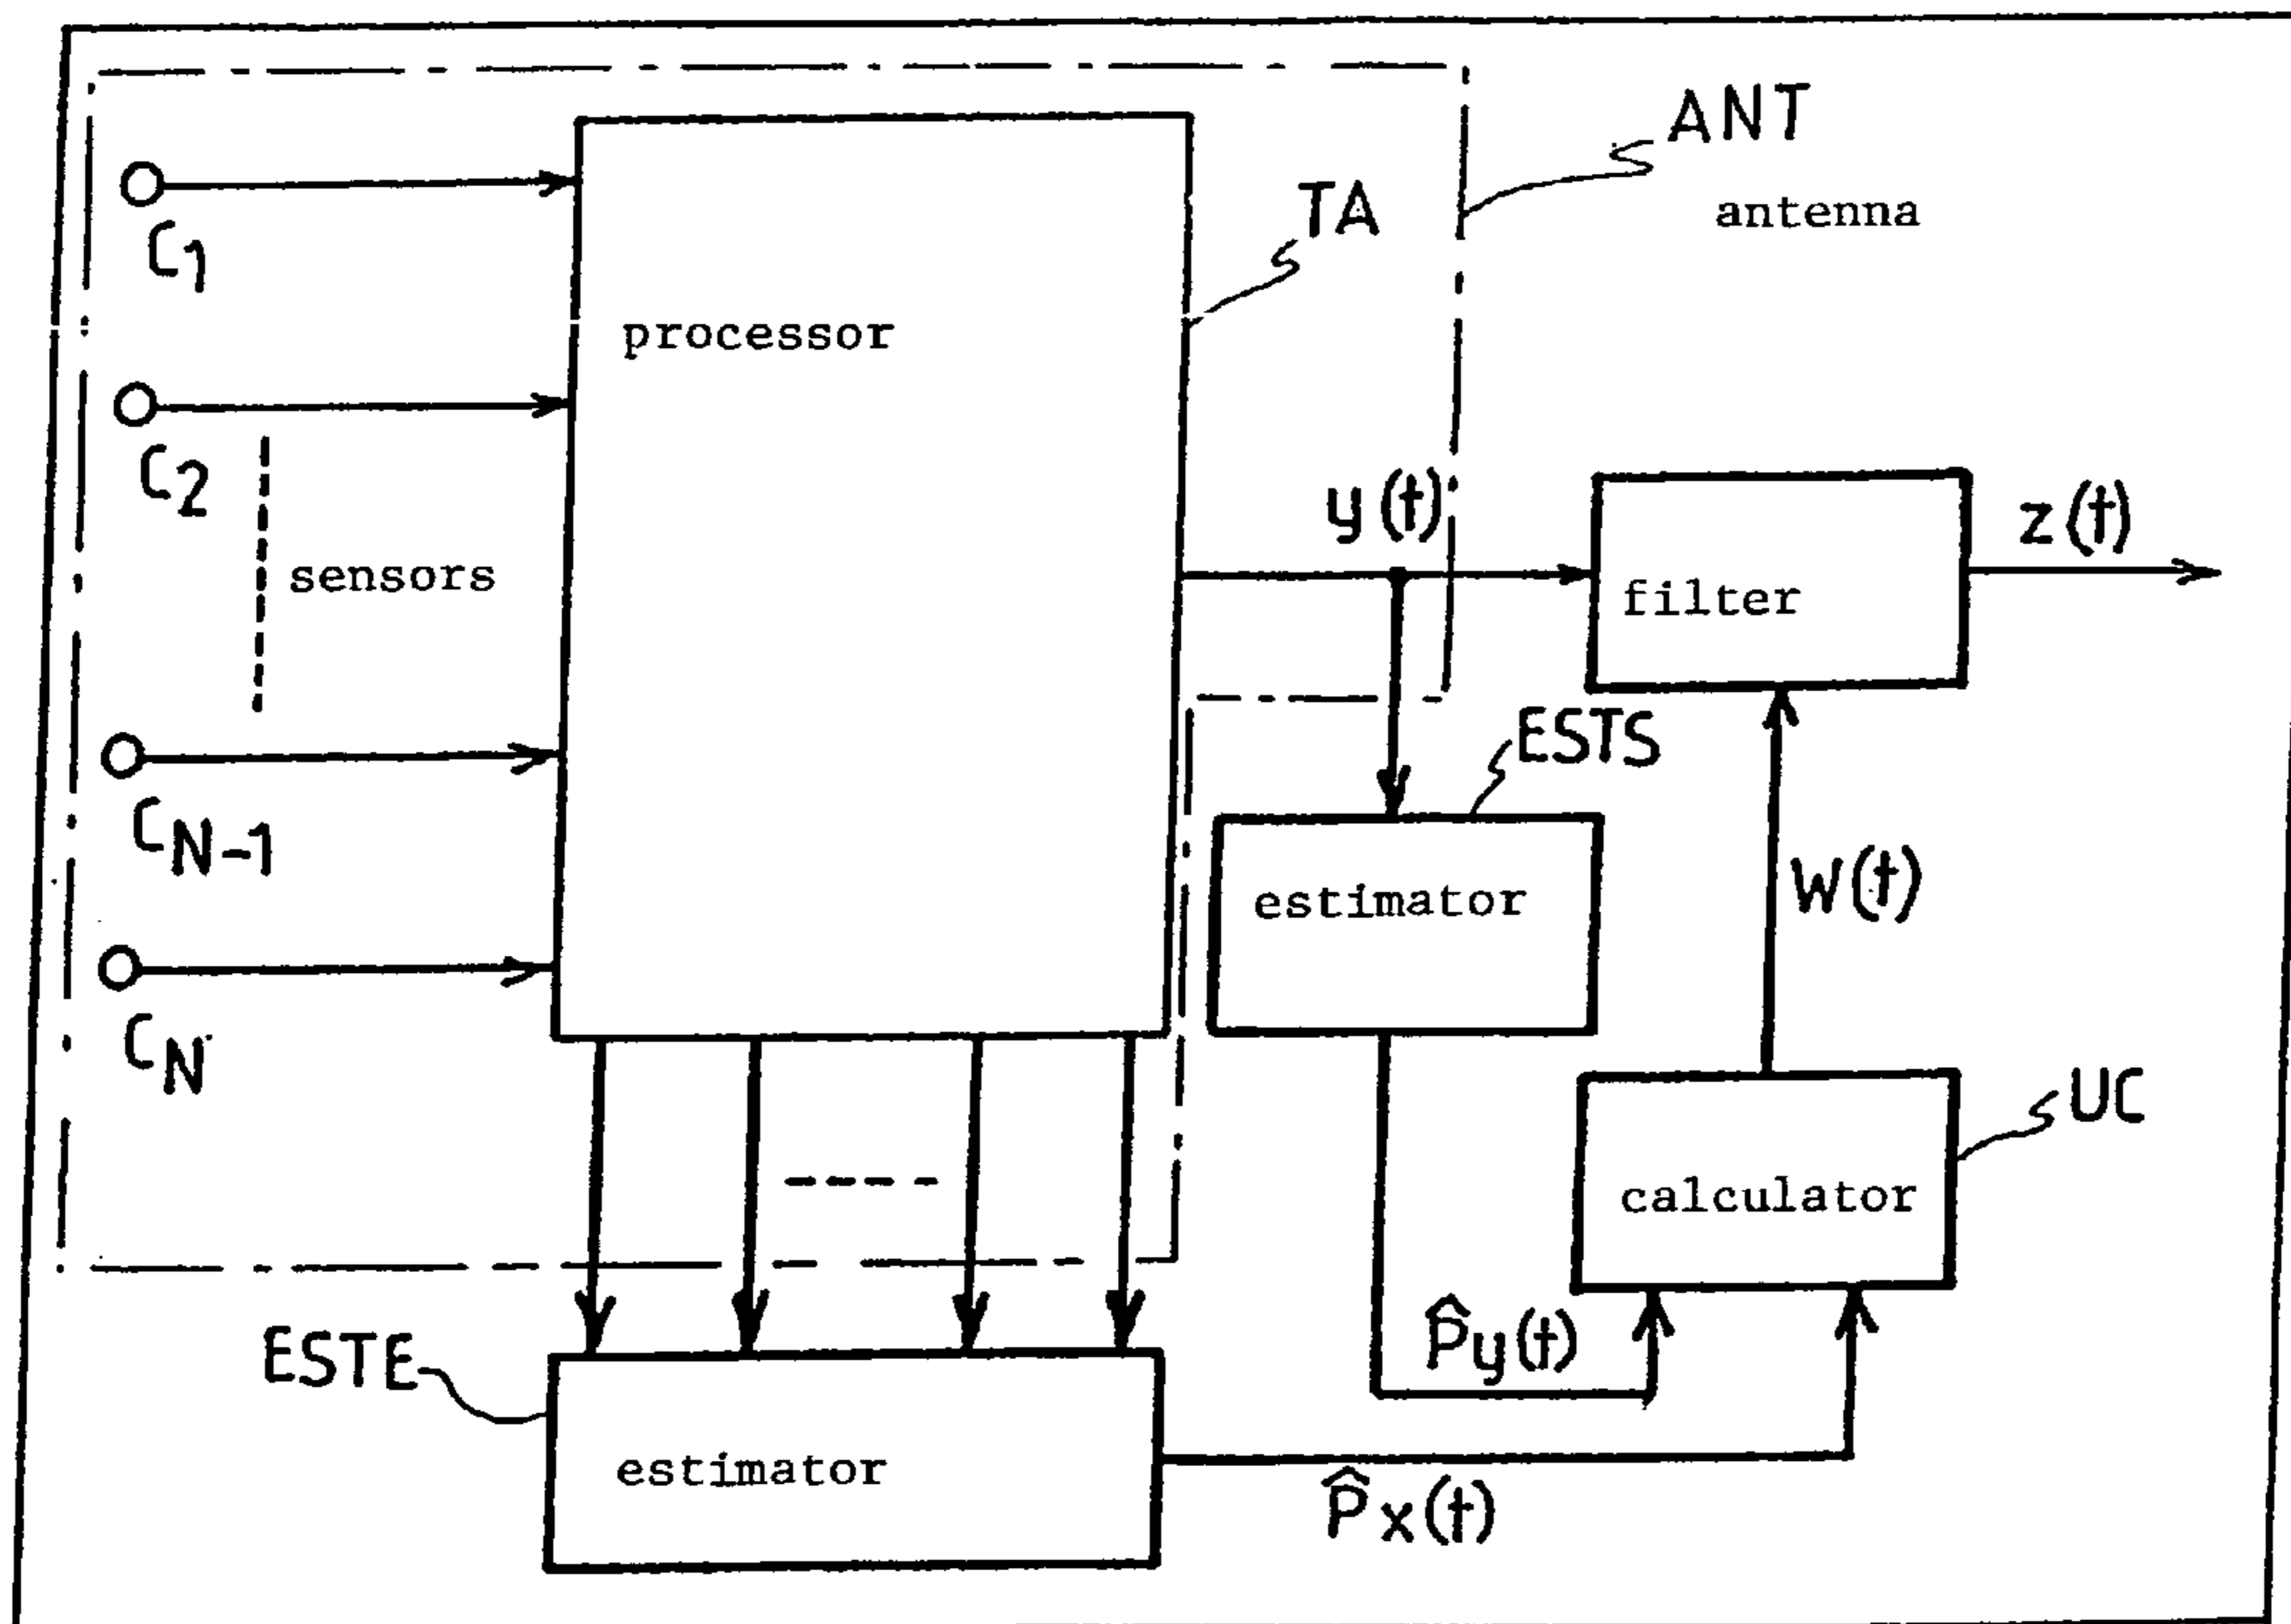 ANT
antenna
TA
C1
processor
C2
sensors
y(t)
filter
z(t)
ESTS
CN-1
estimator
W(t)
CN
UC
calculator
ESTE
P̂y(t)
estimator
P̂x(t)